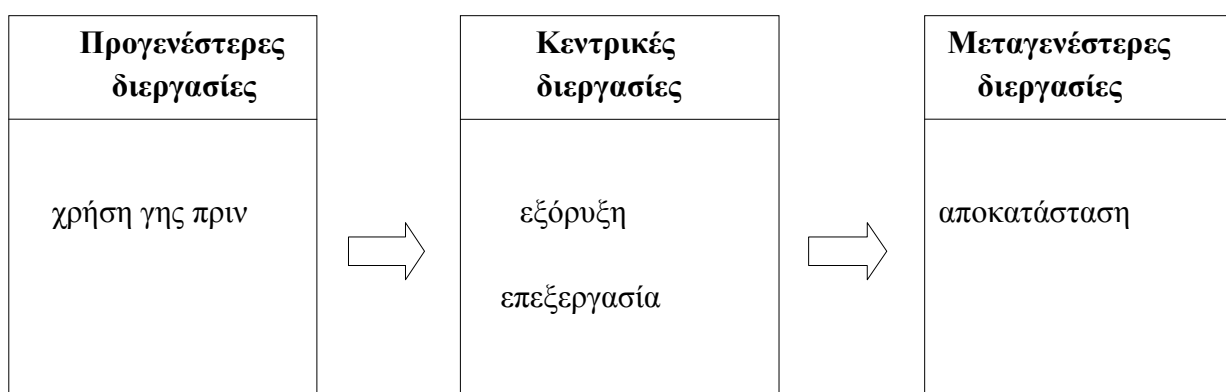 Προγενέστερες
διεργασίες
χρήση γης πριν
Κεντρικές
διεργασίες
εξόρυξη
επεξεργασία
Μεταγενέστερες
διεργασίες
αποκατάσταση